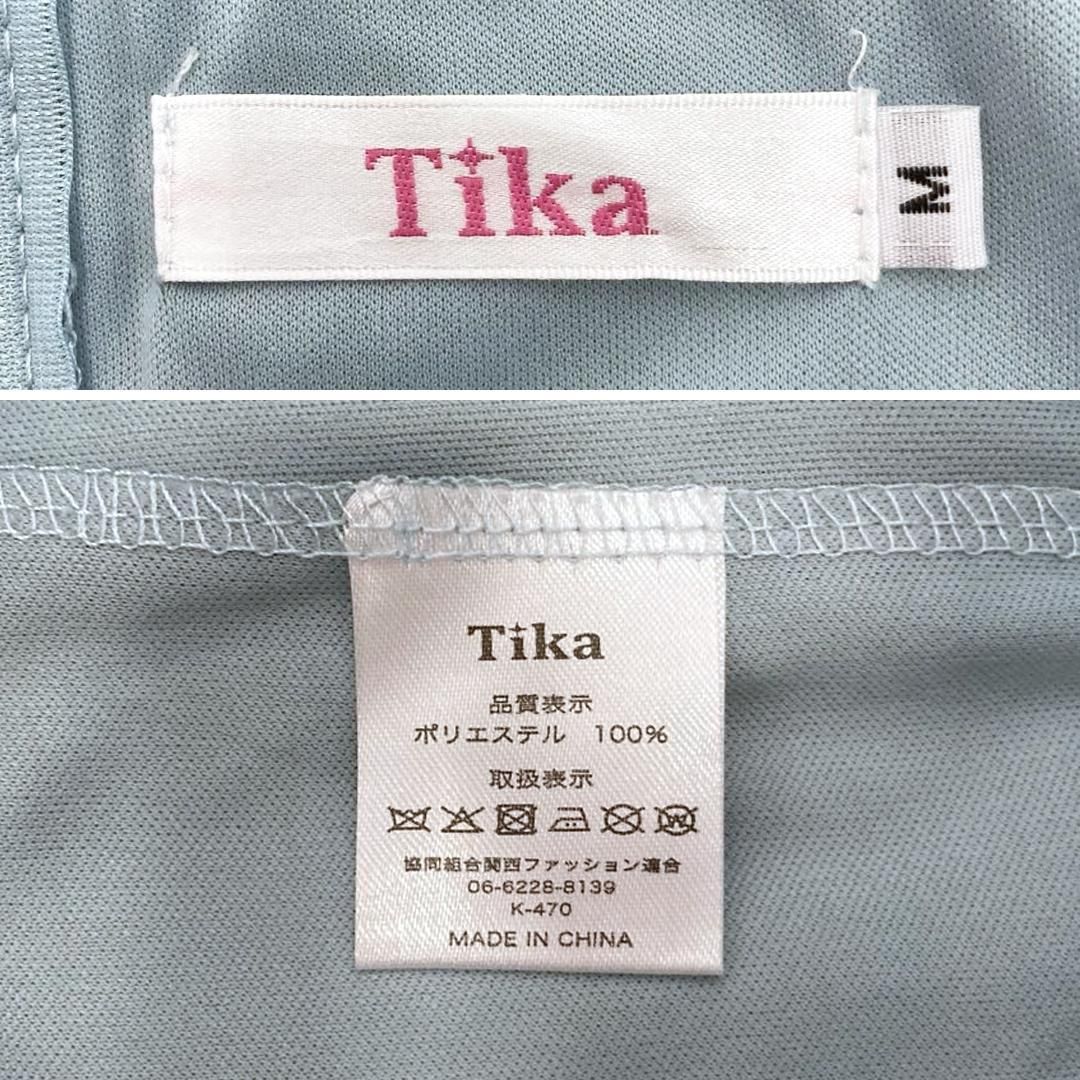 Tika
M
Tika
品質表示
ポリエステル 100%
取扱表示
協同組合関西ファッション連合
06-6228-8139
K-470
MADE IN CHINA